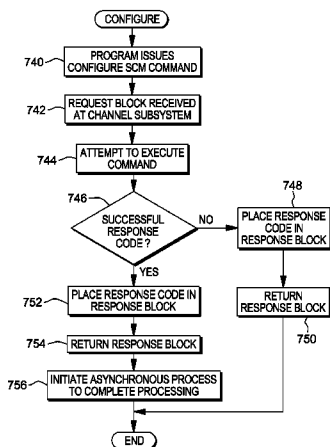 CONFIGURE
740
PROGRAM ISSUES
CONFIGURE SCM COMMAND
742
REQUEST BLOCK RECEIVED
AT CHANNEL SUBSYSTEM
744
ATTEMPT TO EXECUTE
COMMAND
746
SUCCESSFUL
RESPONSE
CODE ?
NO
748
PLACE RESPONSE
CODE IN
RESPONSE BLOCK
YES
752
PLACE RESPONSE CODE IN
RESPONSE BLOCK
RETURN
RESPONSE BLOCK
750
754
RETURN RESPONSE BLOCK
756
INITIATE ASYNCHRONOUS PROCESS
TO COMPLETE PROCESSING
END